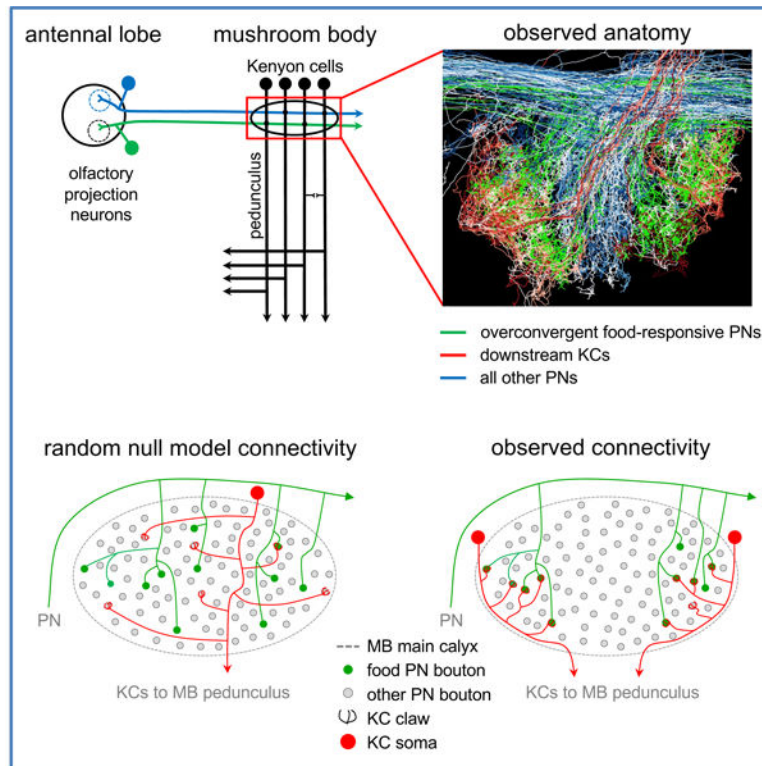 antennal lobe
mushroom body
observed anatomy
Kenyon cells
olfactory
projection
neurons
pedunculus
overconvergent food-responsive PNs
downstream KCs
all other PNs
random null model connectivity
observed connectivity
PN
PN
KCs to MB pedunculus
KCs to MB pedunculus
MB main calyx
food PN bouton
other PN bouton
KC claw
KC soma